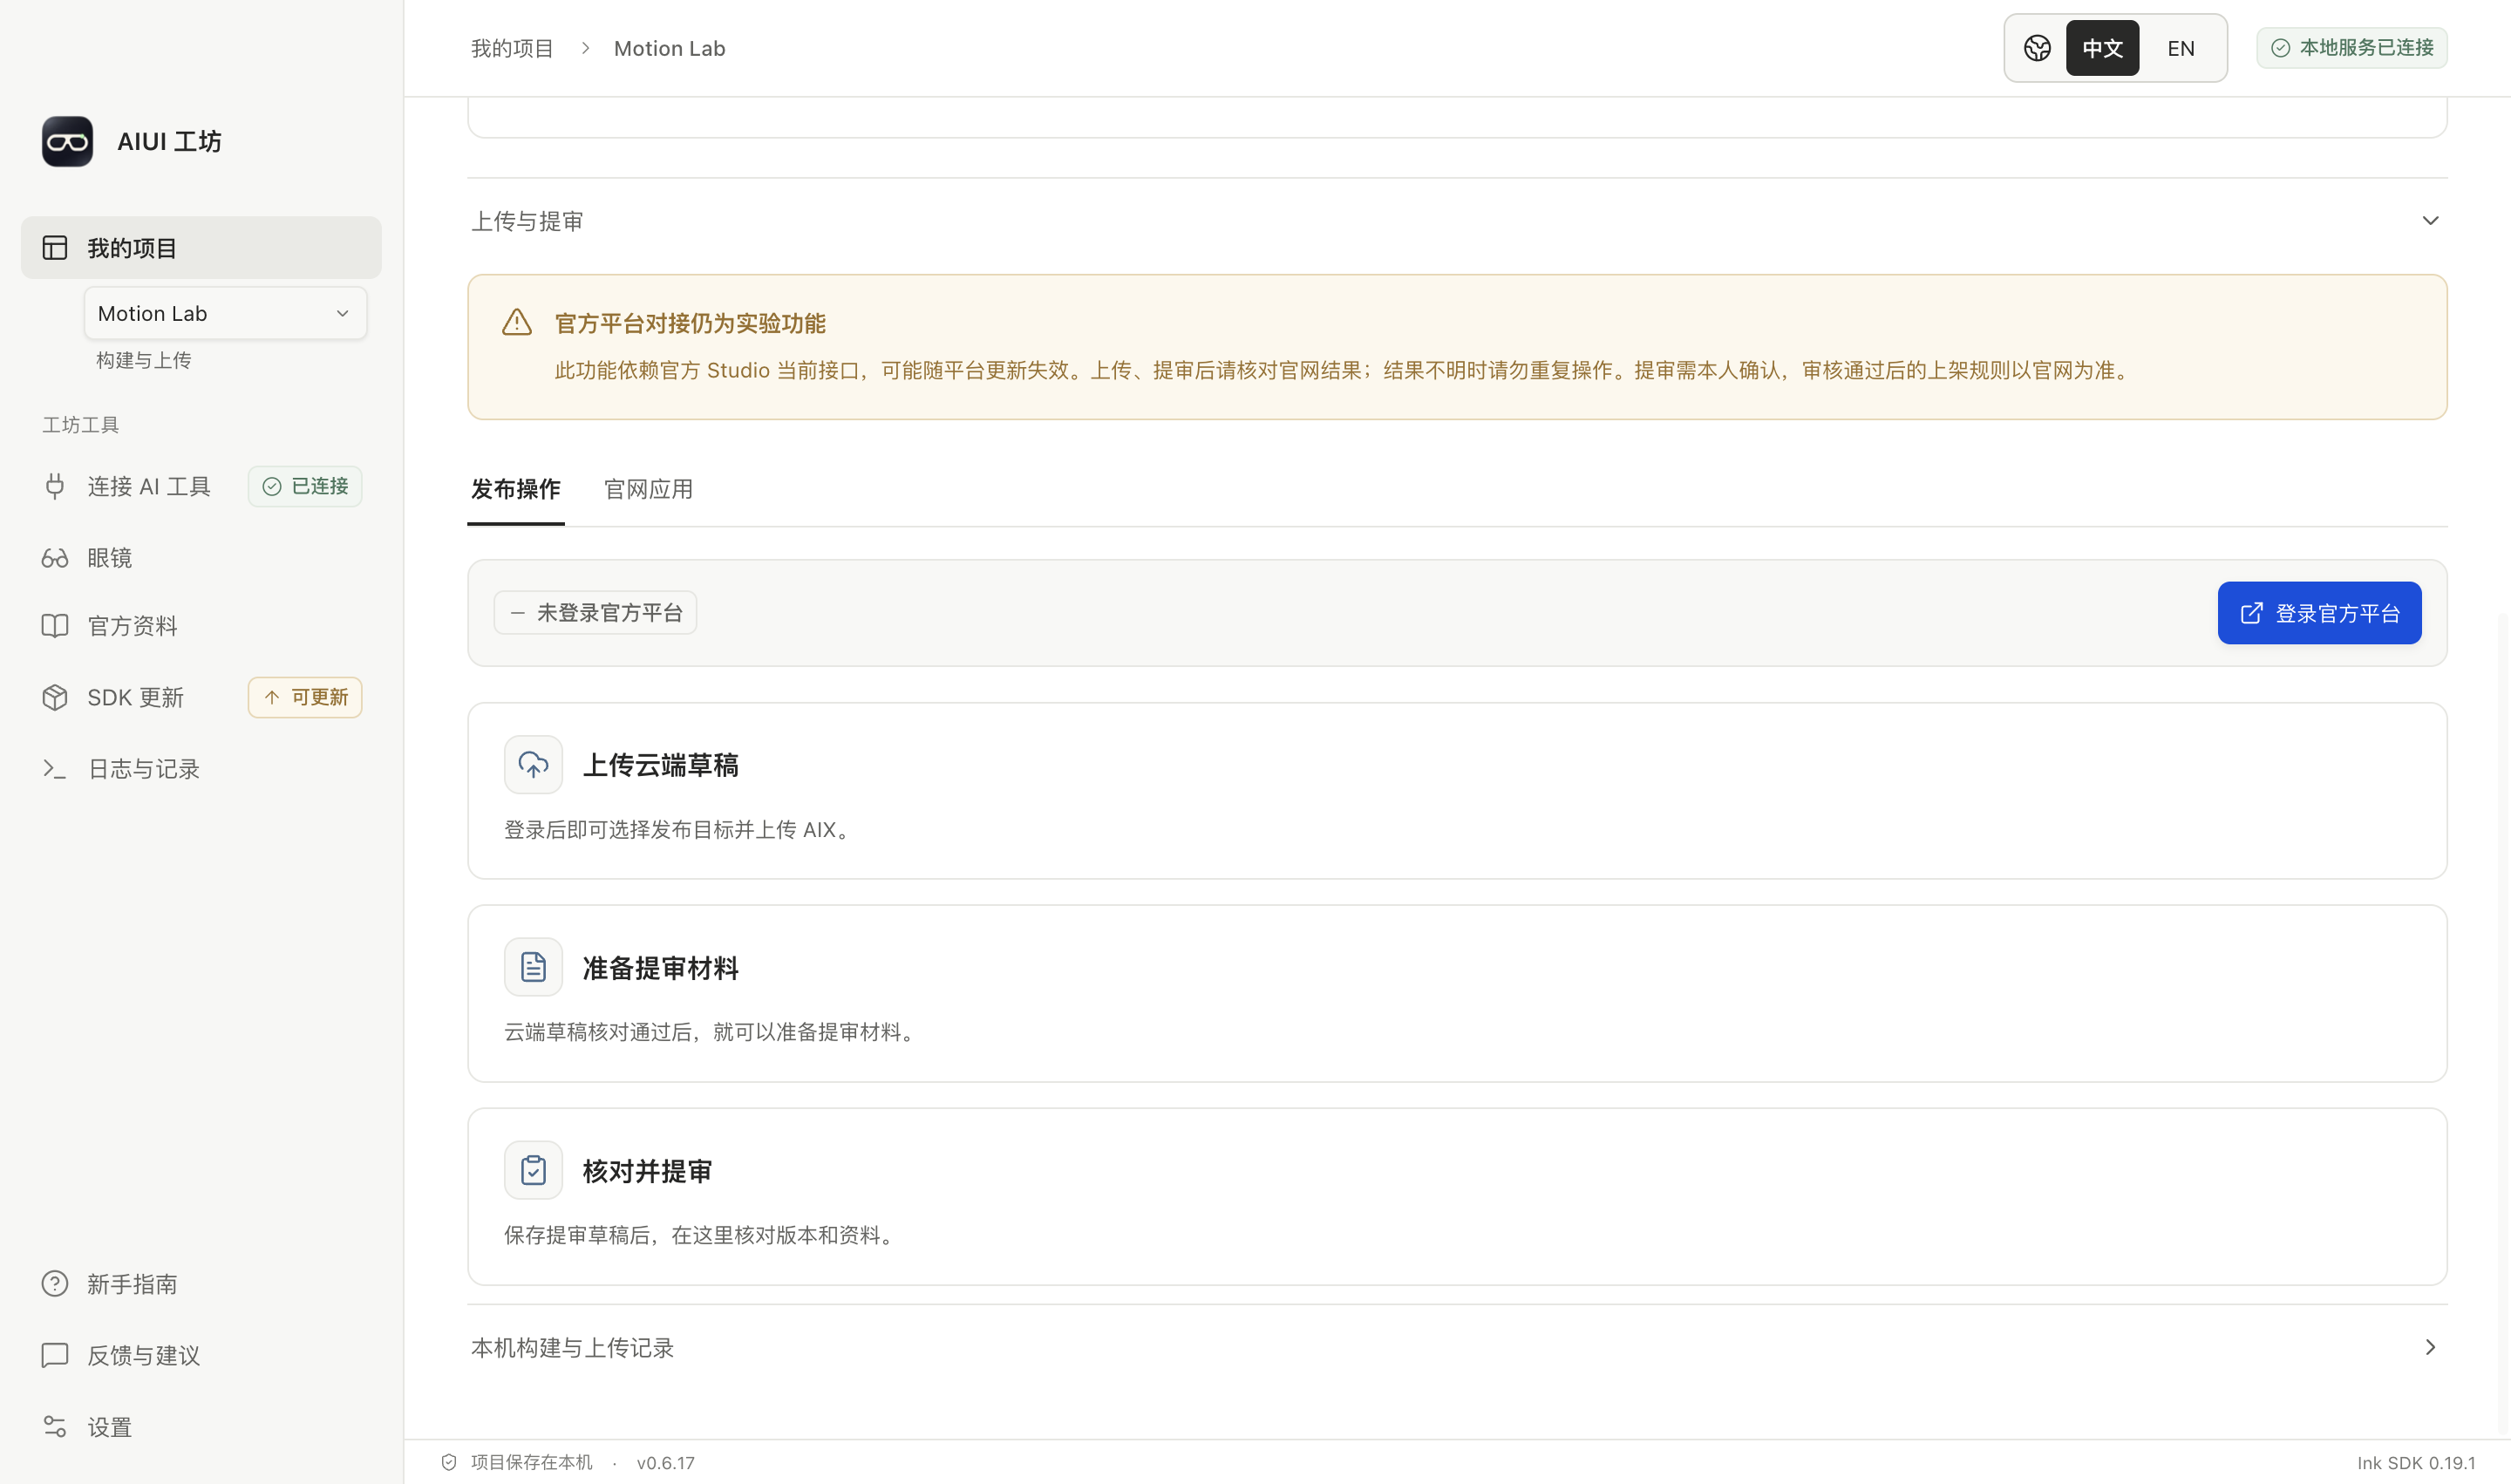 我的项目
Motion Lab
中文
EN
本地服务已连接
AIUI 工坊
我的项目
Motion Lab
构建与上传
工坊工具
连接 AI 工具
已连接
眼镜
官方资料
SDK 更新
可更新
日志与记录
新手指南
反馈与建议
设置
上传与提审
官方平台对接仍为实验功能
此功能依赖官方 Studio 当前接口，可能随平台更新失效。上传、提审后请核对官网结果；结果不明时请勿重复操作。提审需本人确认，审核通过后的上架规则以官网为准。
发布操作
官网应用
未登录官方平台
登录官方平台
上传云端草稿
登录后即可选择发布目标并上传 AIX。
准备提审材料
云端草稿核对通过后，就可以准备提审材料。
核对并提审
保存提审草稿后，在这里核对版本和资料。
本机构建与上传记录
项目保存在本机 · v0.6.17
Ink SDK 0.19.1